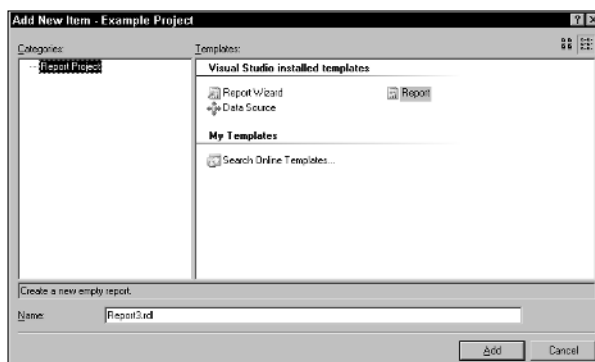 Add New Item - Example Project
Categories:
Templates:
Report Project
Visual Studio installed templates
Report Wizard
Report
Data Source
My Templates
Search Online Templates...
Create a new empty report.
Name:
Report3.rdl
Add
Cancel